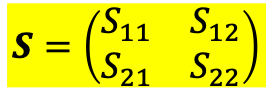 S = (S₁₁ S₁₂
S₂₁ S₂₂)